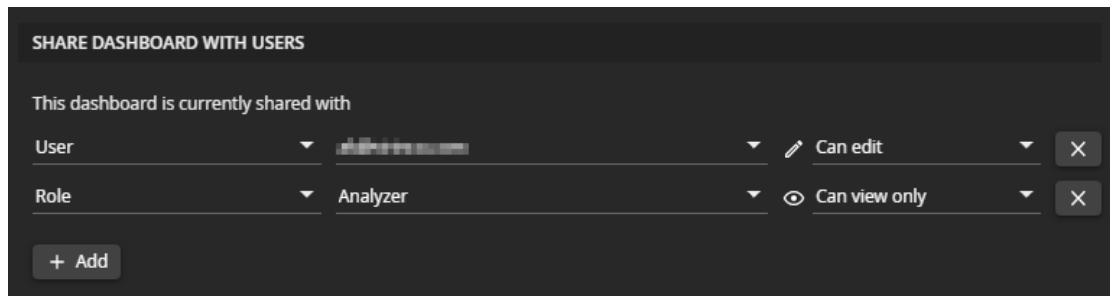 SHARE DASHBOARD WITH USERS
This dashboard is currently shared with
User Can edit
Role Analyzer Can view only
+ Add